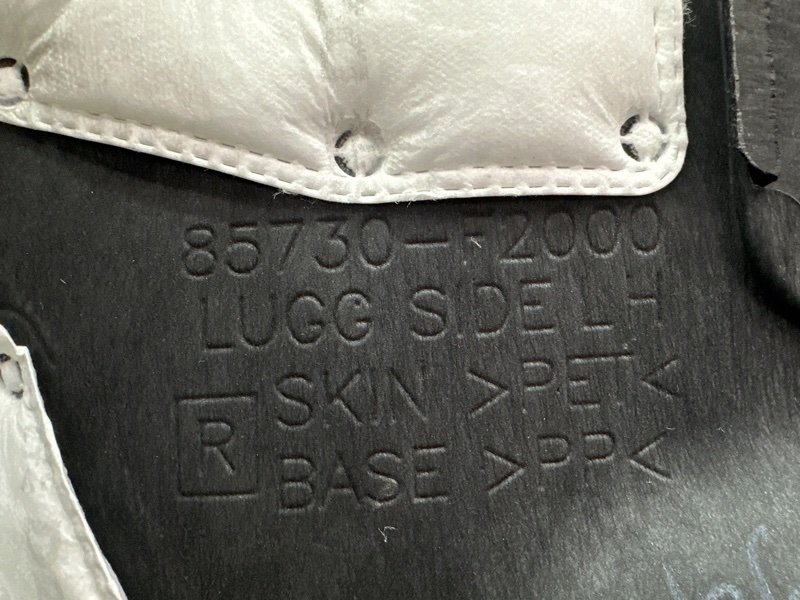 85730-F2000
LUGG SIDE LH
SKIN >PET<
R
BASE >PP<